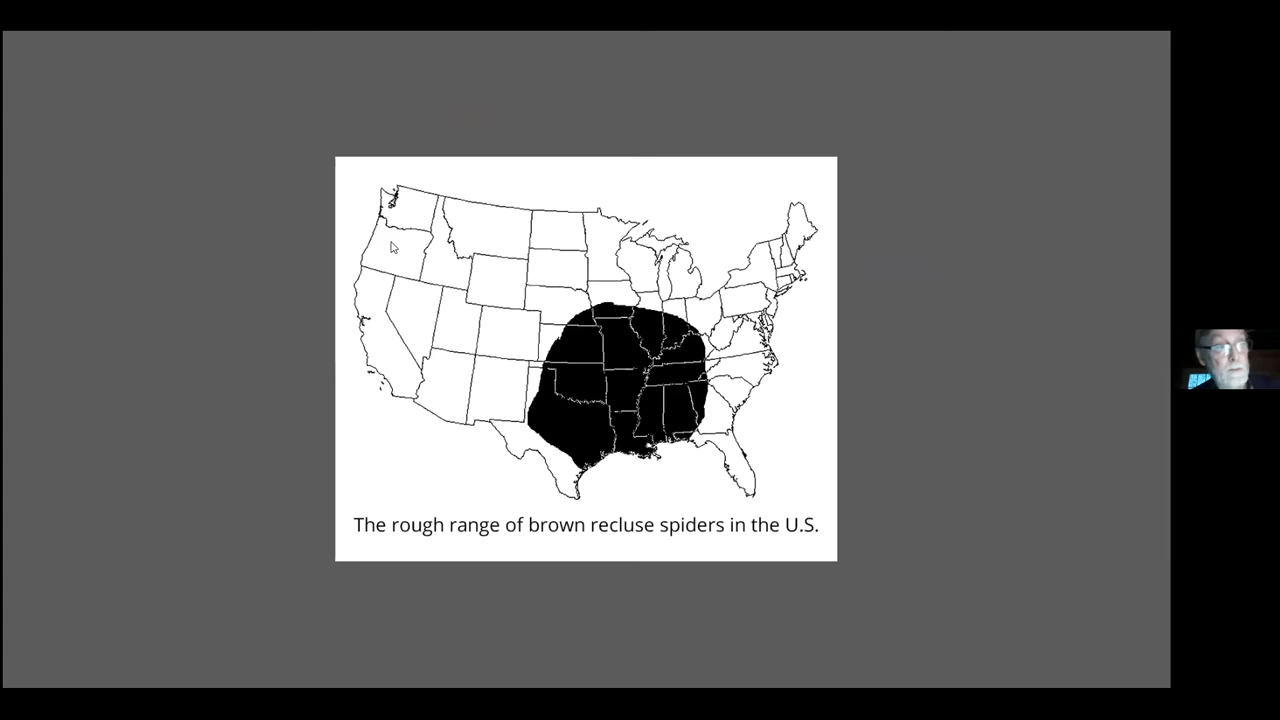 The rough range of brown recluse spiders in the U.S.